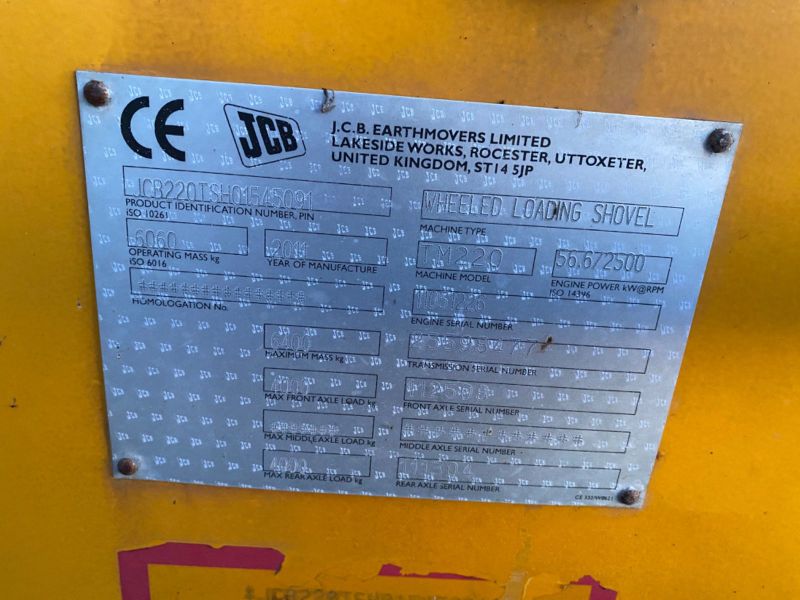 CE
JCB
J.C.B. EARTHMOVERS LIMITED
LAKESIDE WORKS, ROCESTER, UTTOXETER,
UNITED KINGDOM, ST14 5JP
JCB220TSH01545091
PRODUCT IDENTIFICATION NUMBER, PIN
ISO 10261
WHEELED LOADING SHOVEL
MACHINE TYPE
6060
OPERATING MASS kg
ISO 6016
2011
YEAR OF MANUFACTURE
TM220
MACHINE MODEL
56.672500
ENGINE POWER kW@RPM
ISO 14396
################
HOMOLOGATION No.
ENGINE SERIAL NUMBER
6400
MAXIMUM MASS kg
TRANSMISSION SERIAL NUMBER
4000
MAX FRONT AXLE LOAD kg
FRONT AXLE SERIAL NUMBER
MAX MIDDLE AXLE LOAD kg
MIDDLE AXLE SERIAL NUMBER
4000
MAX REAR AXLE LOAD kg
REAR AXLE SERIAL NUMBER